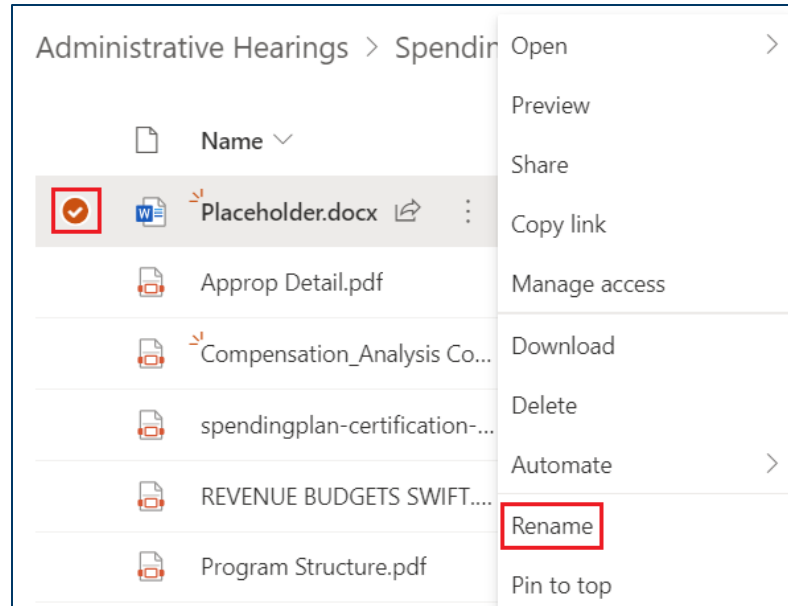 Administrative Hearings > Spendin
Name
Placeholder.docx
Approp Detail.pdf
Compensation_Analysis Co...
spendingplan-certification-...
REVENUE BUDGETS SWIFT....
Program Structure.pdf
Open
Preview
Share
Copy link
Manage access
Download
Delete
Automate
Rename
Pin to top